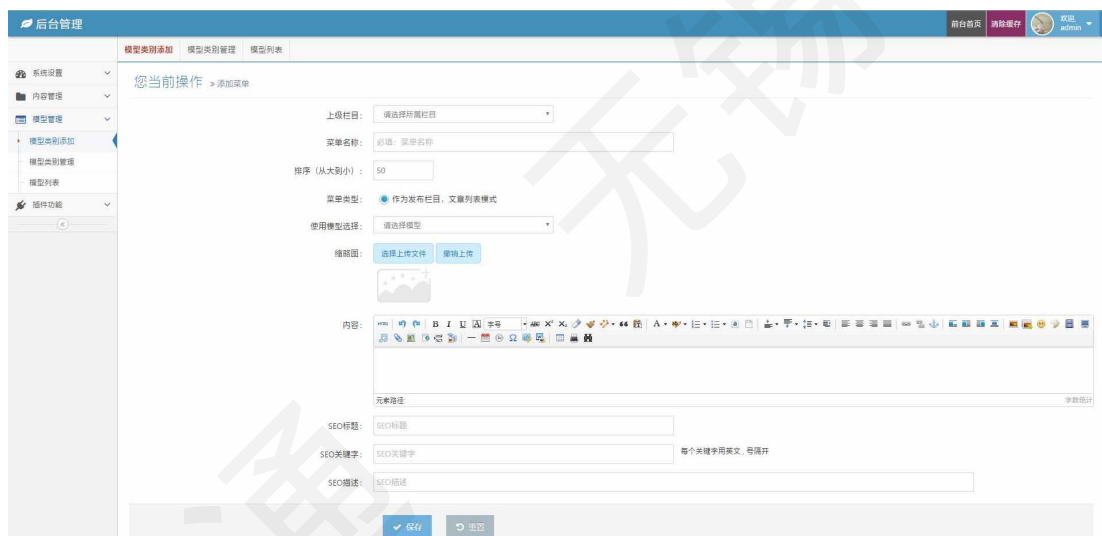 后台管理
前台首页 清除缓存 欢迎, admin
模型类别添加 模型类别管理 模型列表
系统设置
内容管理
模型管理
模型类别添加
模型类别管理
模型列表
插件功能
您当前操作 » 添加菜单
上级栏目: 请选择所属栏目
菜单名称: 必填:菜单名称
排序(从大到小): 50
菜单类型: 作为发布栏目,文章列表模式
使用模型选择: 请选择模型
缩略图: 选择上传文件 撤销上传
内容: HTML B I U A 字号 ABC X² X₂
元素路径 字数统计
SEO标题: SEO标题
SEO关键字: SEO关键字 每个关键字用英文 , 号隔开
SEO描述: SEO描述
保存 重置
无锡
通